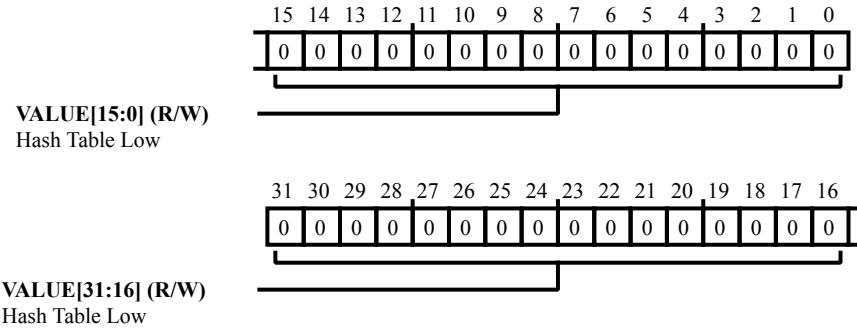 15 14 13 12 11 10 9 8 7 6 5 4 3 2 1 0
0 0 0 0 0 0 0 0 0 0 0 0 0 0 0 0
VALUE[15:0] (R/W)
Hash Table Low
31 30 29 28 27 26 25 24 23 22 21 20 19 18 17 16
0 0 0 0 0 0 0 0 0 0 0 0 0 0 0 0
VALUE[31:16] (R/W)
Hash Table Low